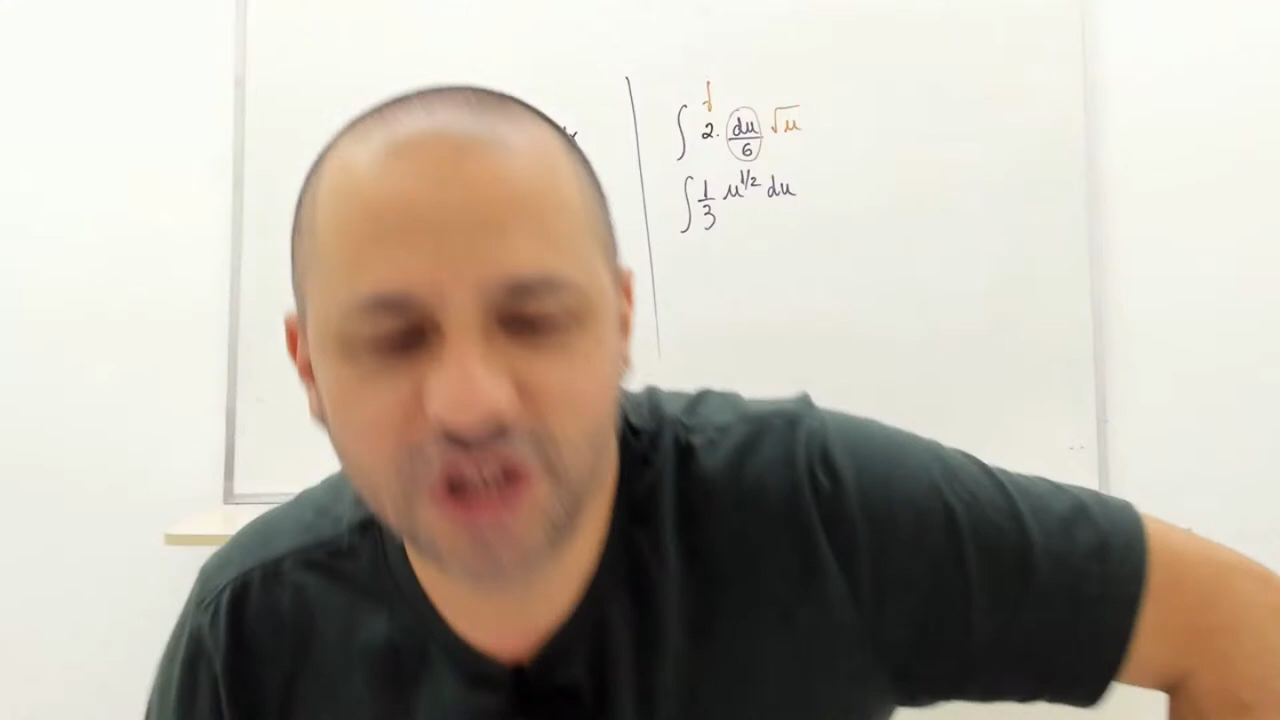 ∫ 2. du/6 √u
∫ 1/3 u^1/2 du